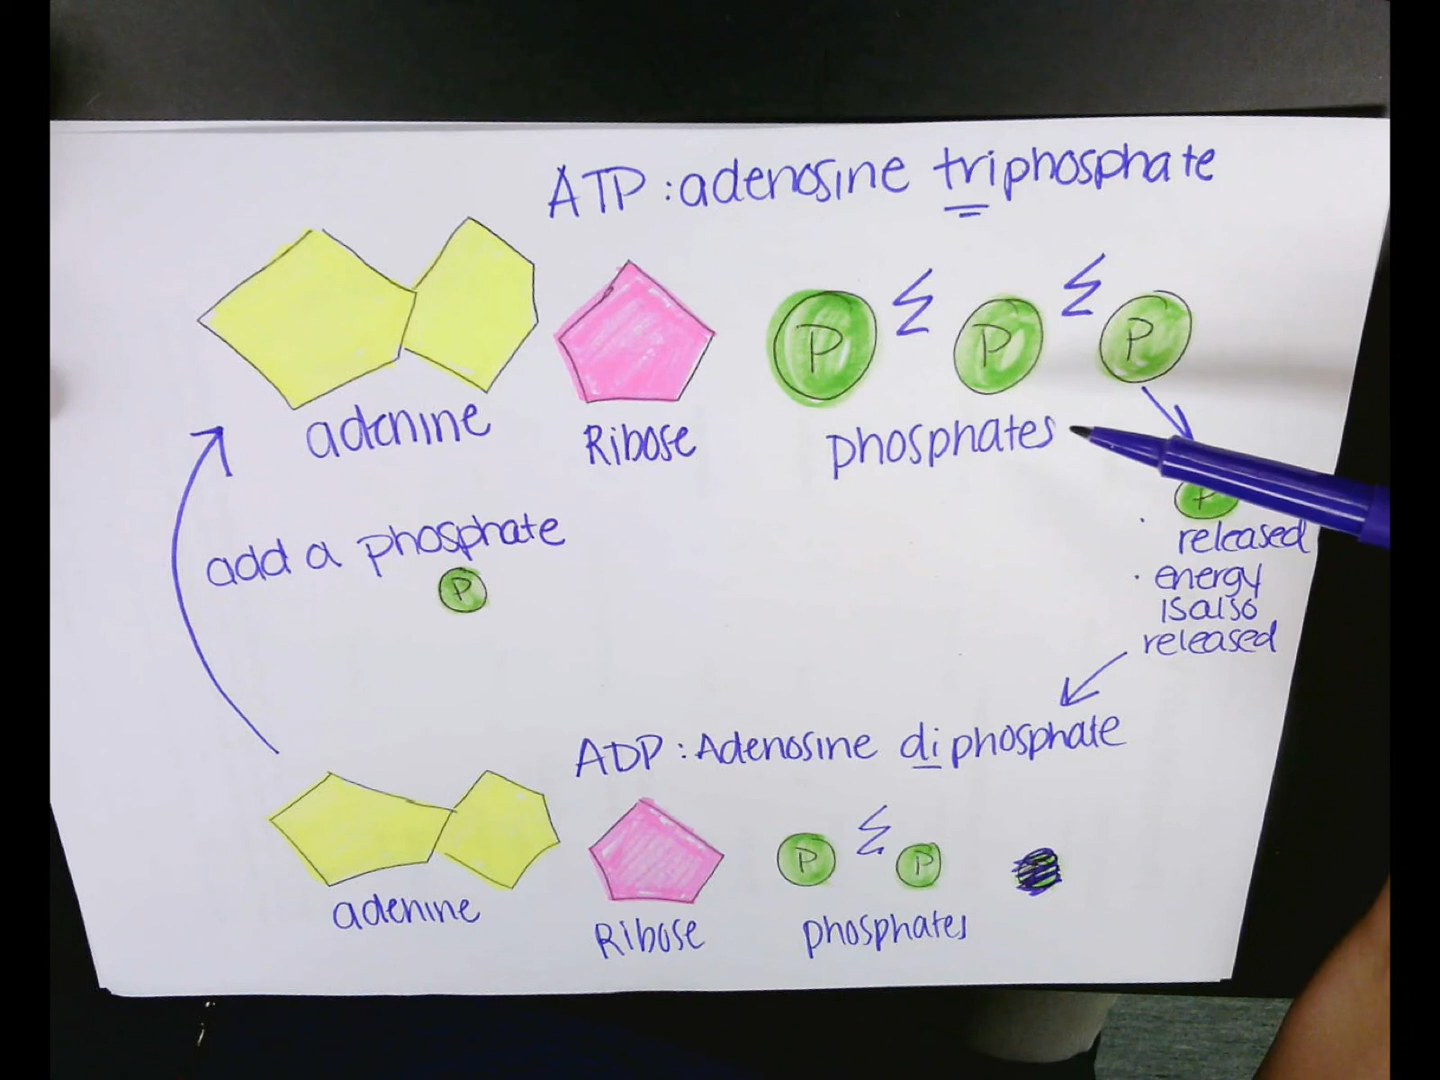 ATP: adenosine triphosphate
P P P
adenine Ribose phosphates
P
released
add a phosphate
P
· energy
is also
released
ADP: Adenosine diphosphate
P P
adenine Ribose phosphates